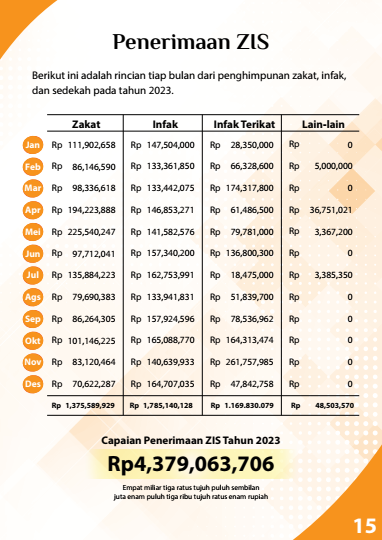 Penerimaan ZIS
Berikut ini adalah rincian tiap bulan dari penghimpunan zakat, infak,
dan sedekah pada tahun 2023.
Zakat Infak Infak Terikat Lain-lain
Jan Rp 111,902,658 Rp 147,504,000 Rp 28,350,000 Rp 0
Feb Rp 86,146,590 Rp 133,361,850 Rp 66,328,600 Rp 5,000,000
Mar Rp 98,336,618 Rp 133,442,075 Rp 174,317,800 Rp 0
Apr Rp 194,223,888 Rp 146,853,271 Rp 61,486,500 Rp 36,751,021
Mei Rp 225,540,247 Rp 141,582,576 Rp 79,781,000 Rp 3,367,200
Jun Rp 97,712,041 Rp 157,340,200 Rp 136,800,300 Rp 0
Jul Rp 135,884,223 Rp 162,753,991 Rp 18,475,000 Rp 3,385,350
Ags Rp 79,690,383 Rp 133,941,831 Rp 51,839,700 Rp 0
Sep Rp 86,264,305 Rp 157,924,596 Rp 78,536,962 Rp 0
Okt Rp 101,146,225 Rp 165,088,770 Rp 164,313,474 Rp 0
Nov Rp 83,120,464 Rp 140,639,933 Rp 261,757,985 Rp 0
Des Rp 70,622,287 Rp 164,707,035 Rp 47,842,758 Rp 0
Rp 1,375,589,929 Rp 1,785,140,128 Rp 1.169.830.079 Rp 48,503,570
Capaian Penerimaan ZIS Tahun 2023
Rp4,379,063,706
Empat miliar tiga ratus tujuh puluh sembilan
juta enam puluh tiga ribu tujuh ratus enam rupiah
15